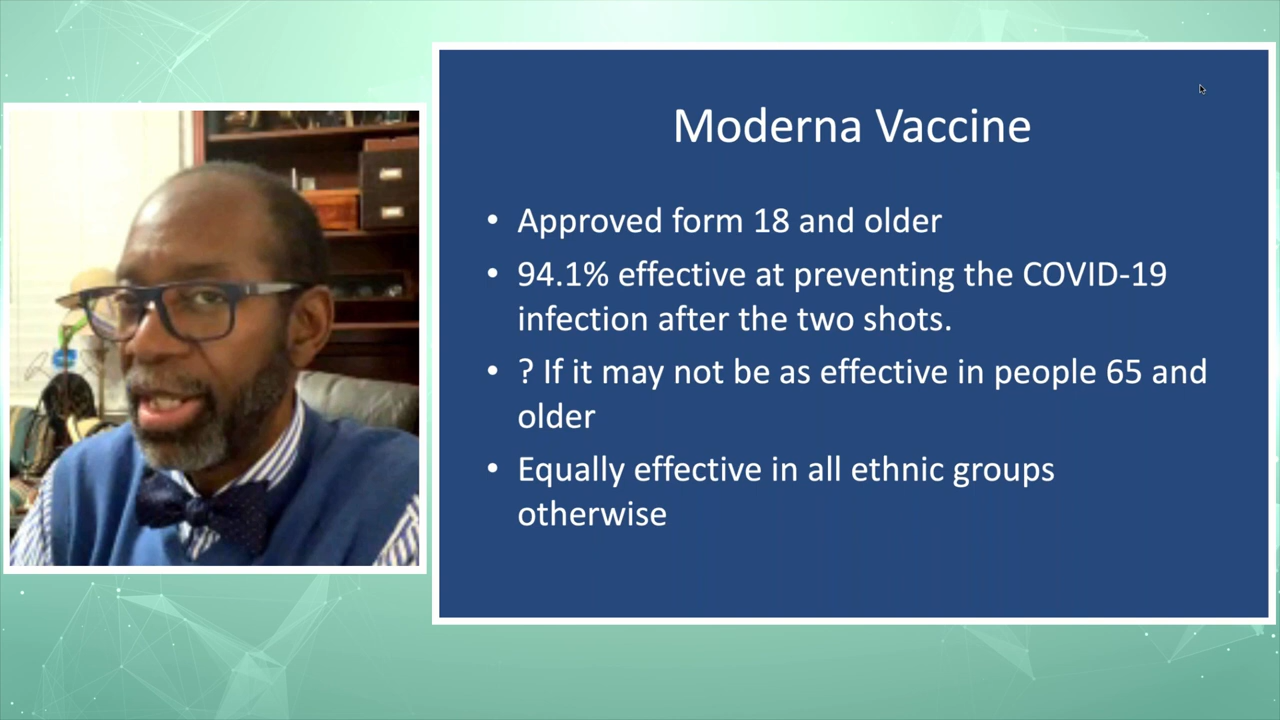 Moderna Vaccine
• Approved form 18 and older
• 94.1% effective at preventing the COVID-19
infection after the two shots.
• ? If it may not be as effective in people 65 and
older
• Equally effective in all ethnic groups
otherwise